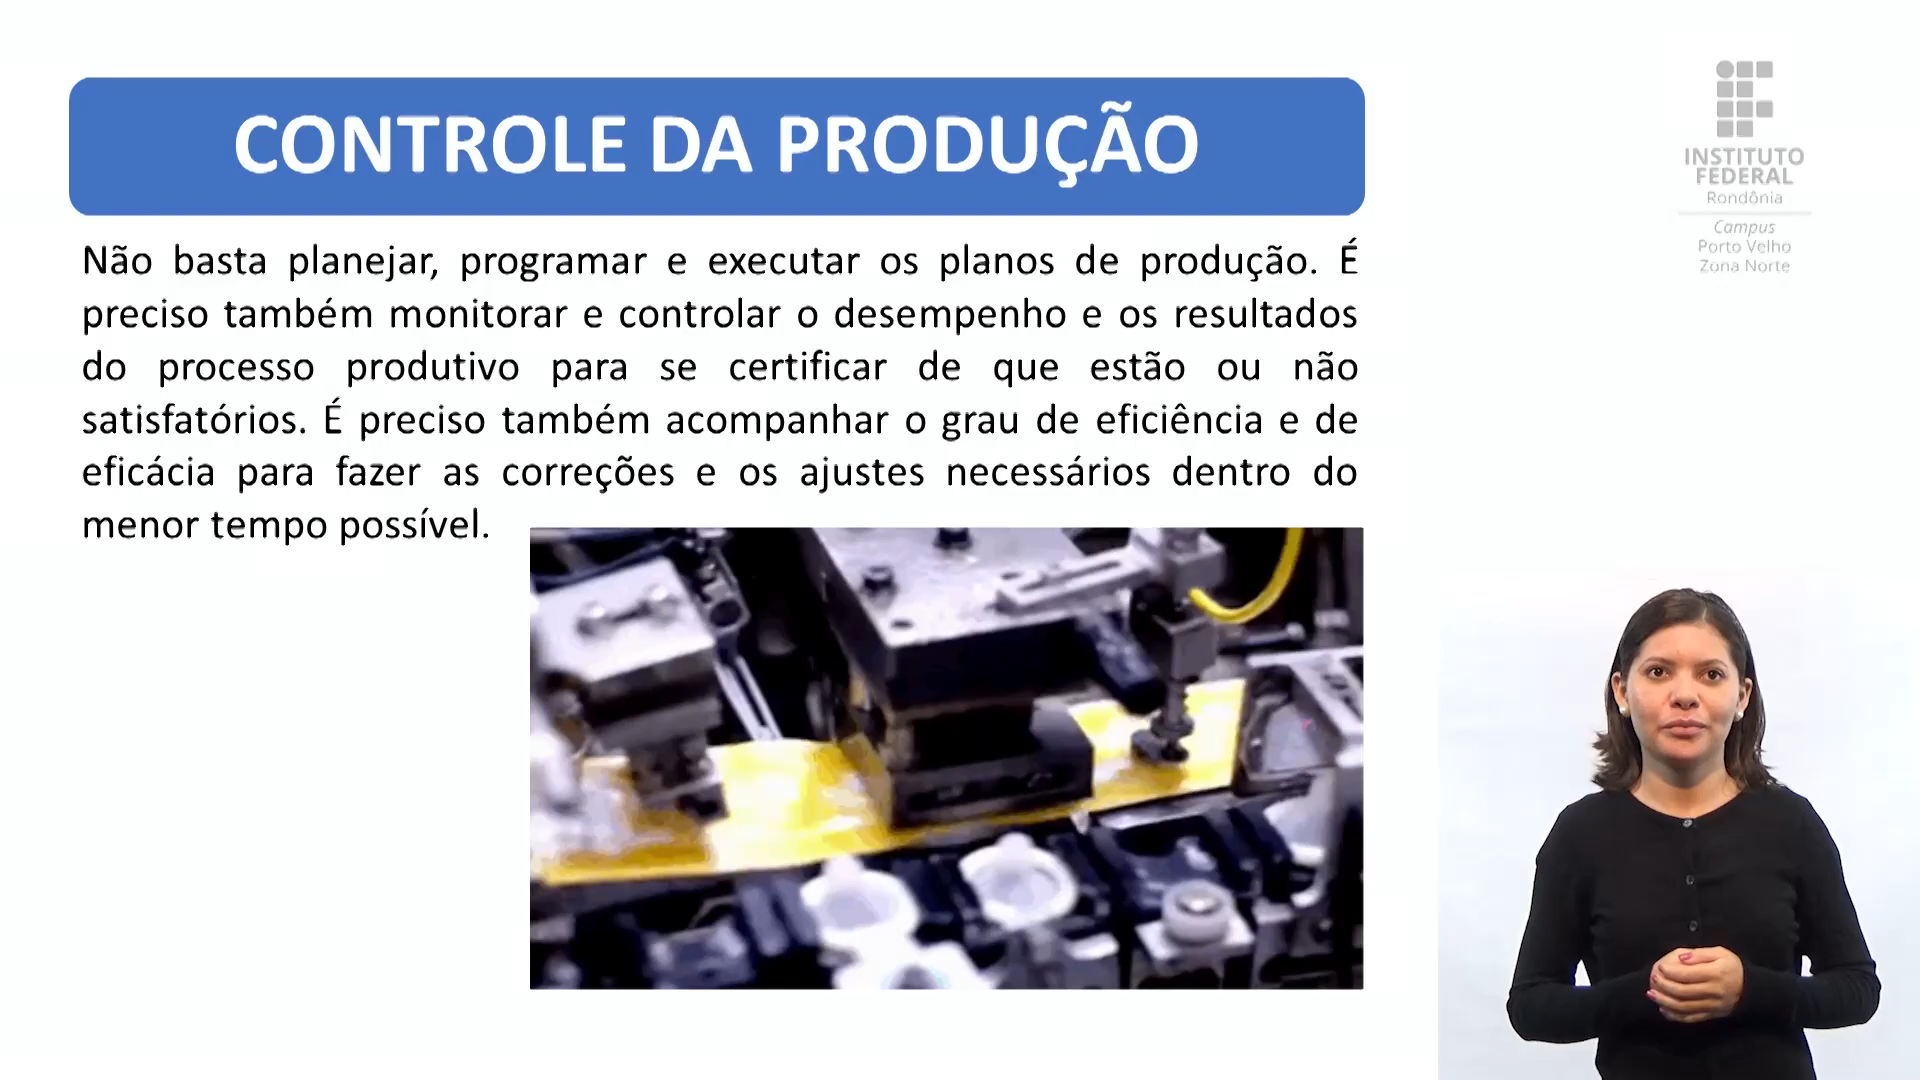 CONTROLE DA PRODUÇÃO
Não basta planejar, programar e executar os planos de produção. É
preciso também monitorar e controlar o desempenho e os resultados
do processo produtivo para se certificar de que estão ou não
satisfatórios. É preciso também acompanhar o grau de eficiência e de
eficácia para fazer as correções e os ajustes necessários dentro do
menor tempo possível.
INSTITUTO
FEDERAL
Rondônia
Campus
Porto Velho
Zona Norte